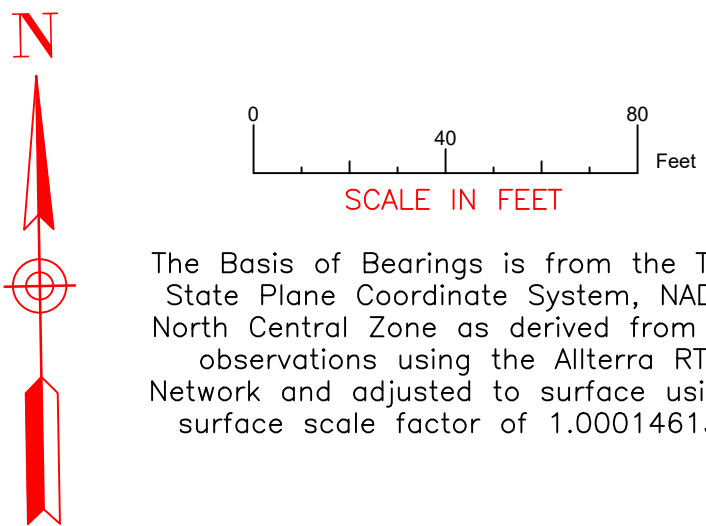 N
0 80
40
Feet
SCALE IN FEET
The Basis of Bearings is from the
State Plane Coordinate System,
North Central Zone as derived from
observations using the Allterra
Network and adjusted to surface
surface scale factor of